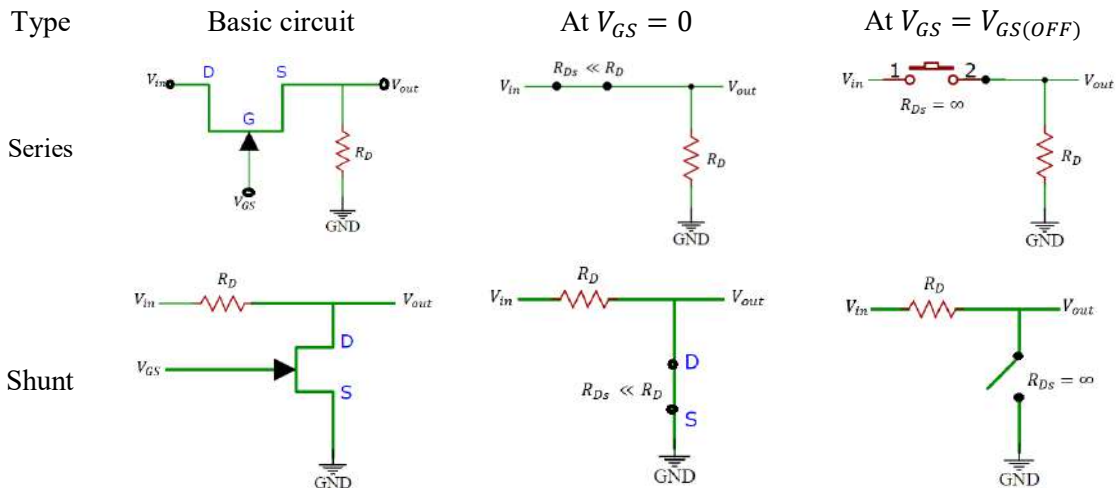 Type Basic circuit At V_GS = 0 At V_GS = V_GS(OFF)
Series
V_in D S V_out
G
R_D
V_GS
GND
V_in R_Ds ≪ R_D V_out
R_D
GND
V_in 1 2 V_out
R_Ds = ∞
R_D
GND
Shunt
R_D
V_in V_out
D
V_GS
S
GND
R_D
V_in V_out
D
R_Ds ≪ R_D
S
GND
R_D
V_in V_out
R_Ds = ∞
GND